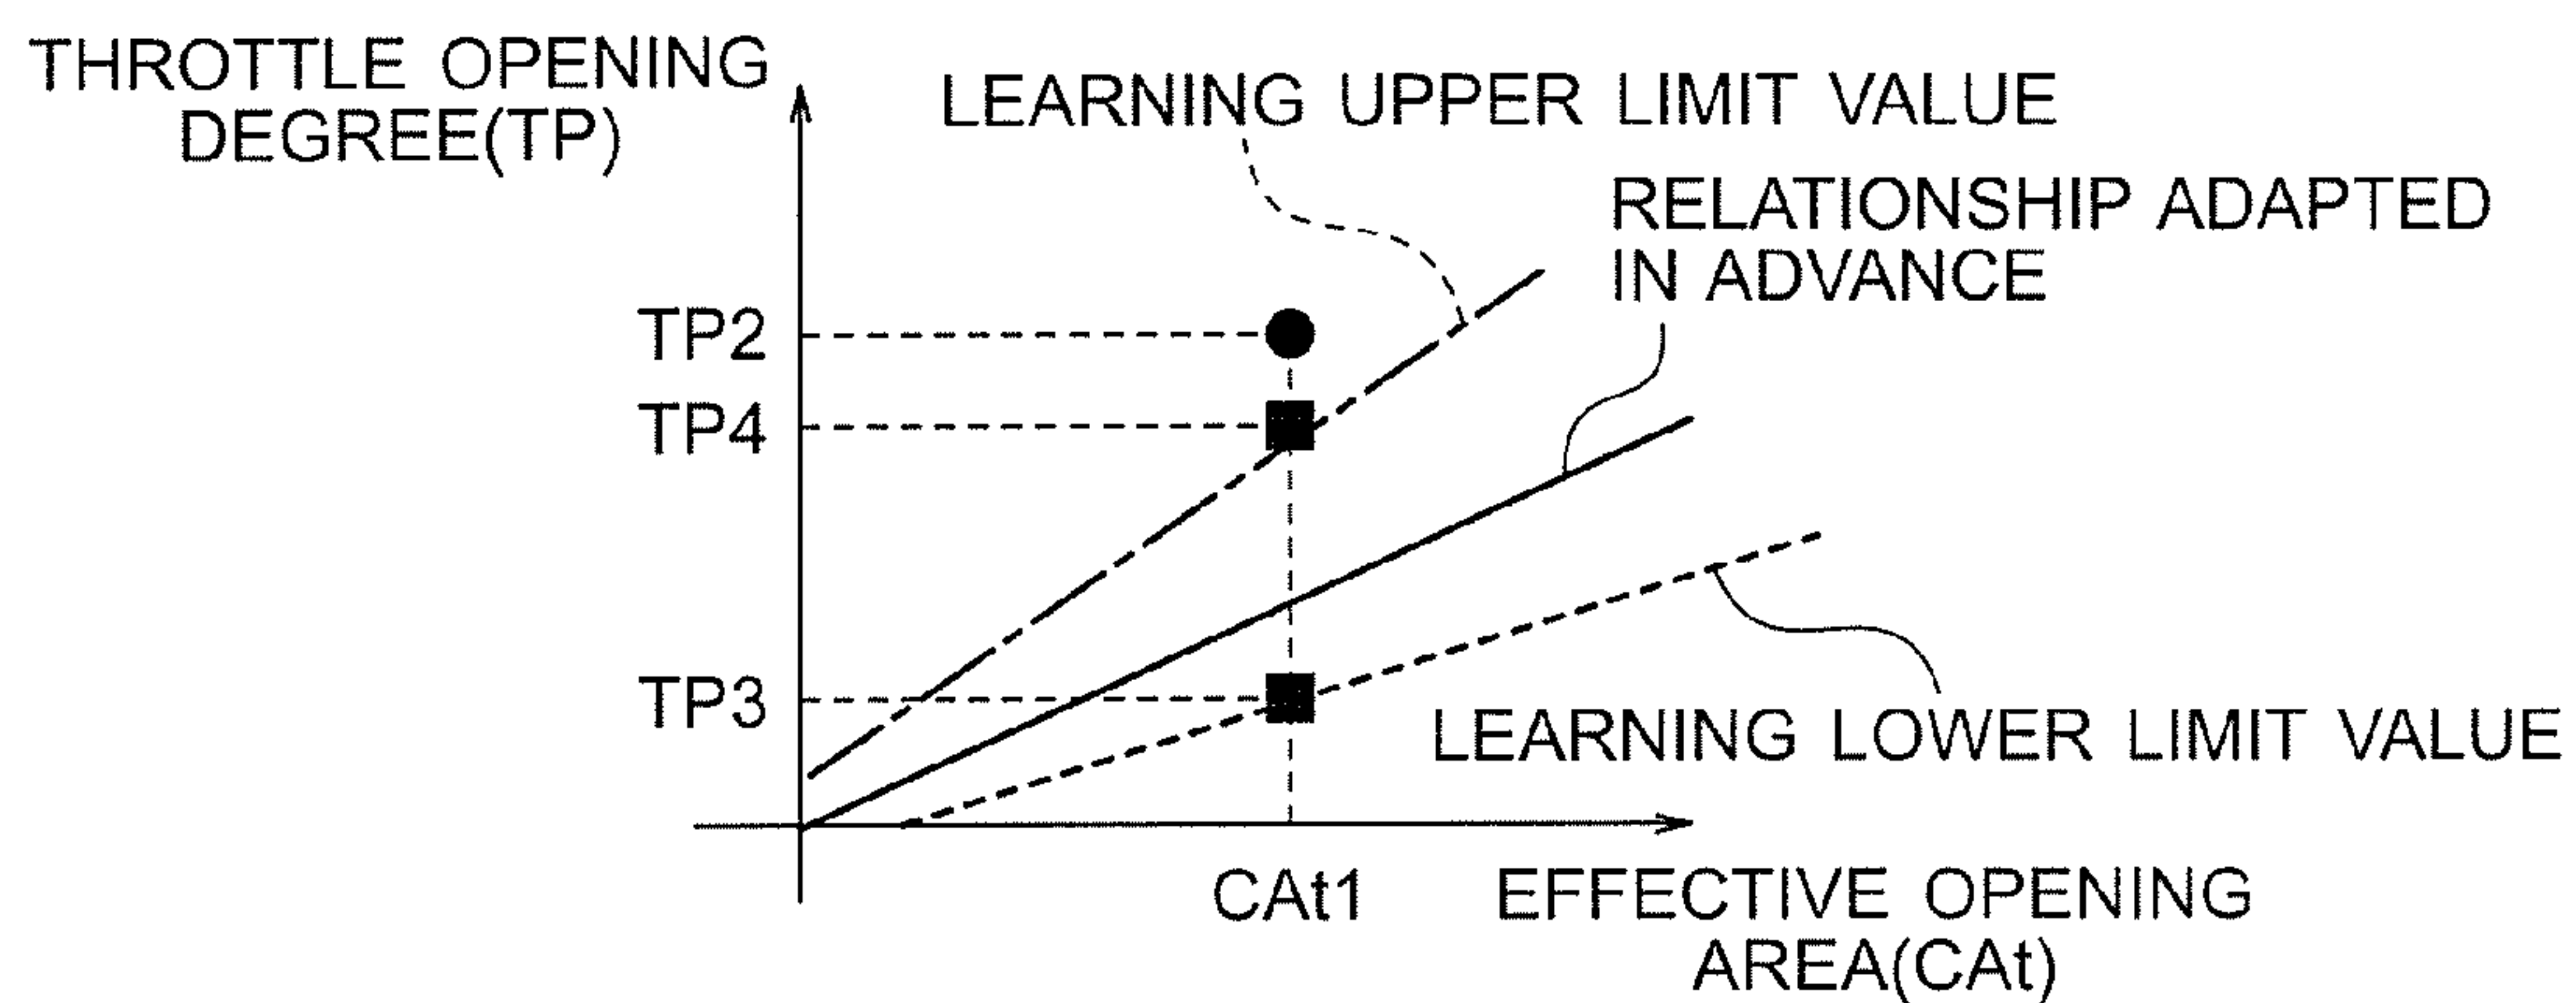 THROTTLE OPENING
DEGREE(TP)
LEARNING UPPER LIMIT VALUE
RELATIONSHIP ADAPTED
IN ADVANCE
TP2
TP4
TP3
LEARNING LOWER LIMIT VALUE
CAt1
EFFECTIVE OPENING
AREA(CAt)